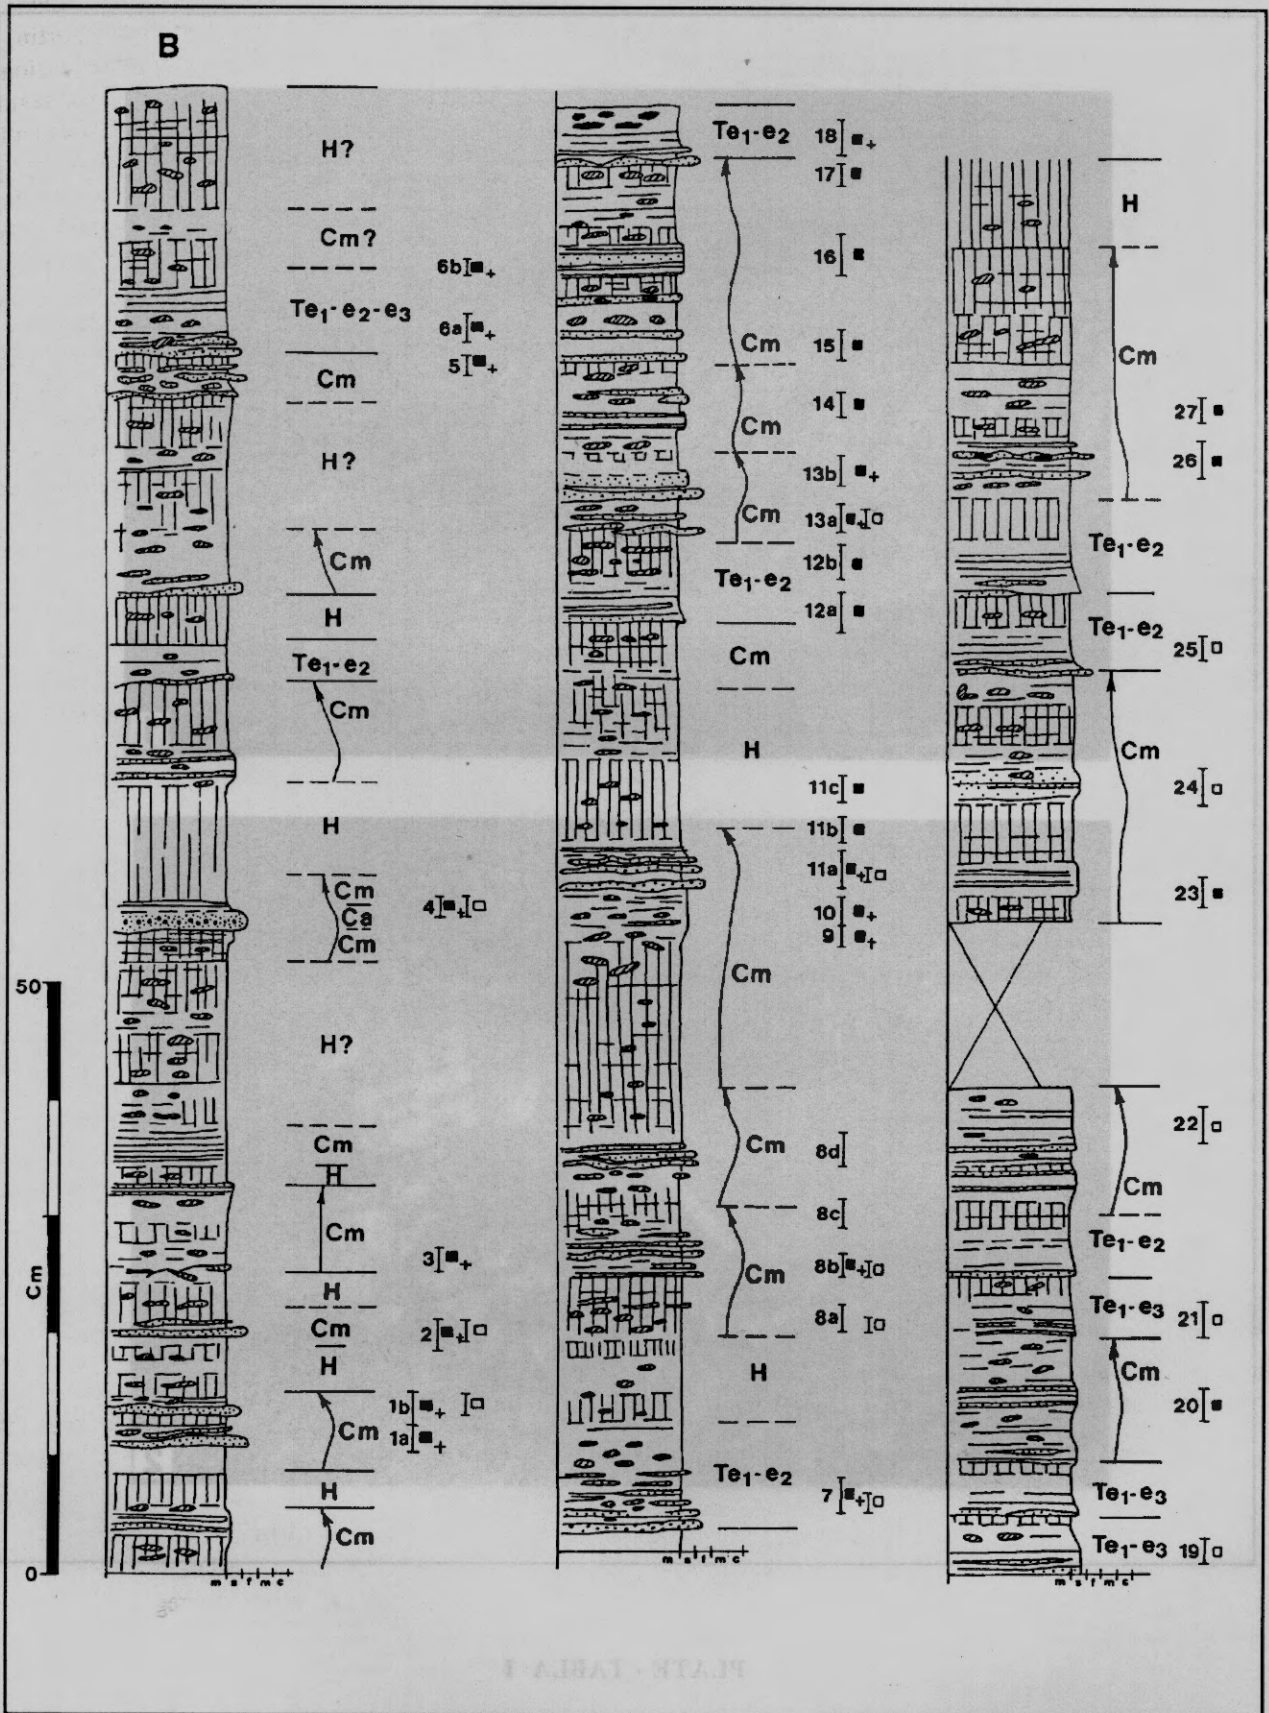 B
H?
Cm?
6b ■+
Te₁-e₂-e₃
6a ■+
Cm
5 ■+
H?
Cm
H
Te₁-e₂
Cm
H
Cm
Ca
4 ■+ □
Cm
50
H?
Cm
H
Cm
3 ■+
H
Cm
2 ■+ □
H
1b ■+ □
Cm
1a ■+
H
Cm
0
Cm
m s f m c
Te₁-e₂
18 ■+
17 ■
16 ■
Cm
15 ■
14 ■
Cm
13b ■+
Cm
13a ■+ □
12b ■
Te₁-e₂
12a ■
Cm
H
11c ■
11b ■
11a ■+ □
10 ■+
9 ■+
Cm
Cm
8d
8c
Cm
8b ■+ □
8a □
H
Te₁-e₂
7 ■+ □
m s f m c
H
Cm
27 ■
26 ■
Te₁-e₂
Te₁-e₂
25 □
Cm
24 □
23 ■
22 □
Cm
Te₁-e₂
Te₁-e₃
21 □
Cm
20 ■
Te₁-e₃
Te₁-e₃
19 □
m s f m c
PLATE - TABLA 1